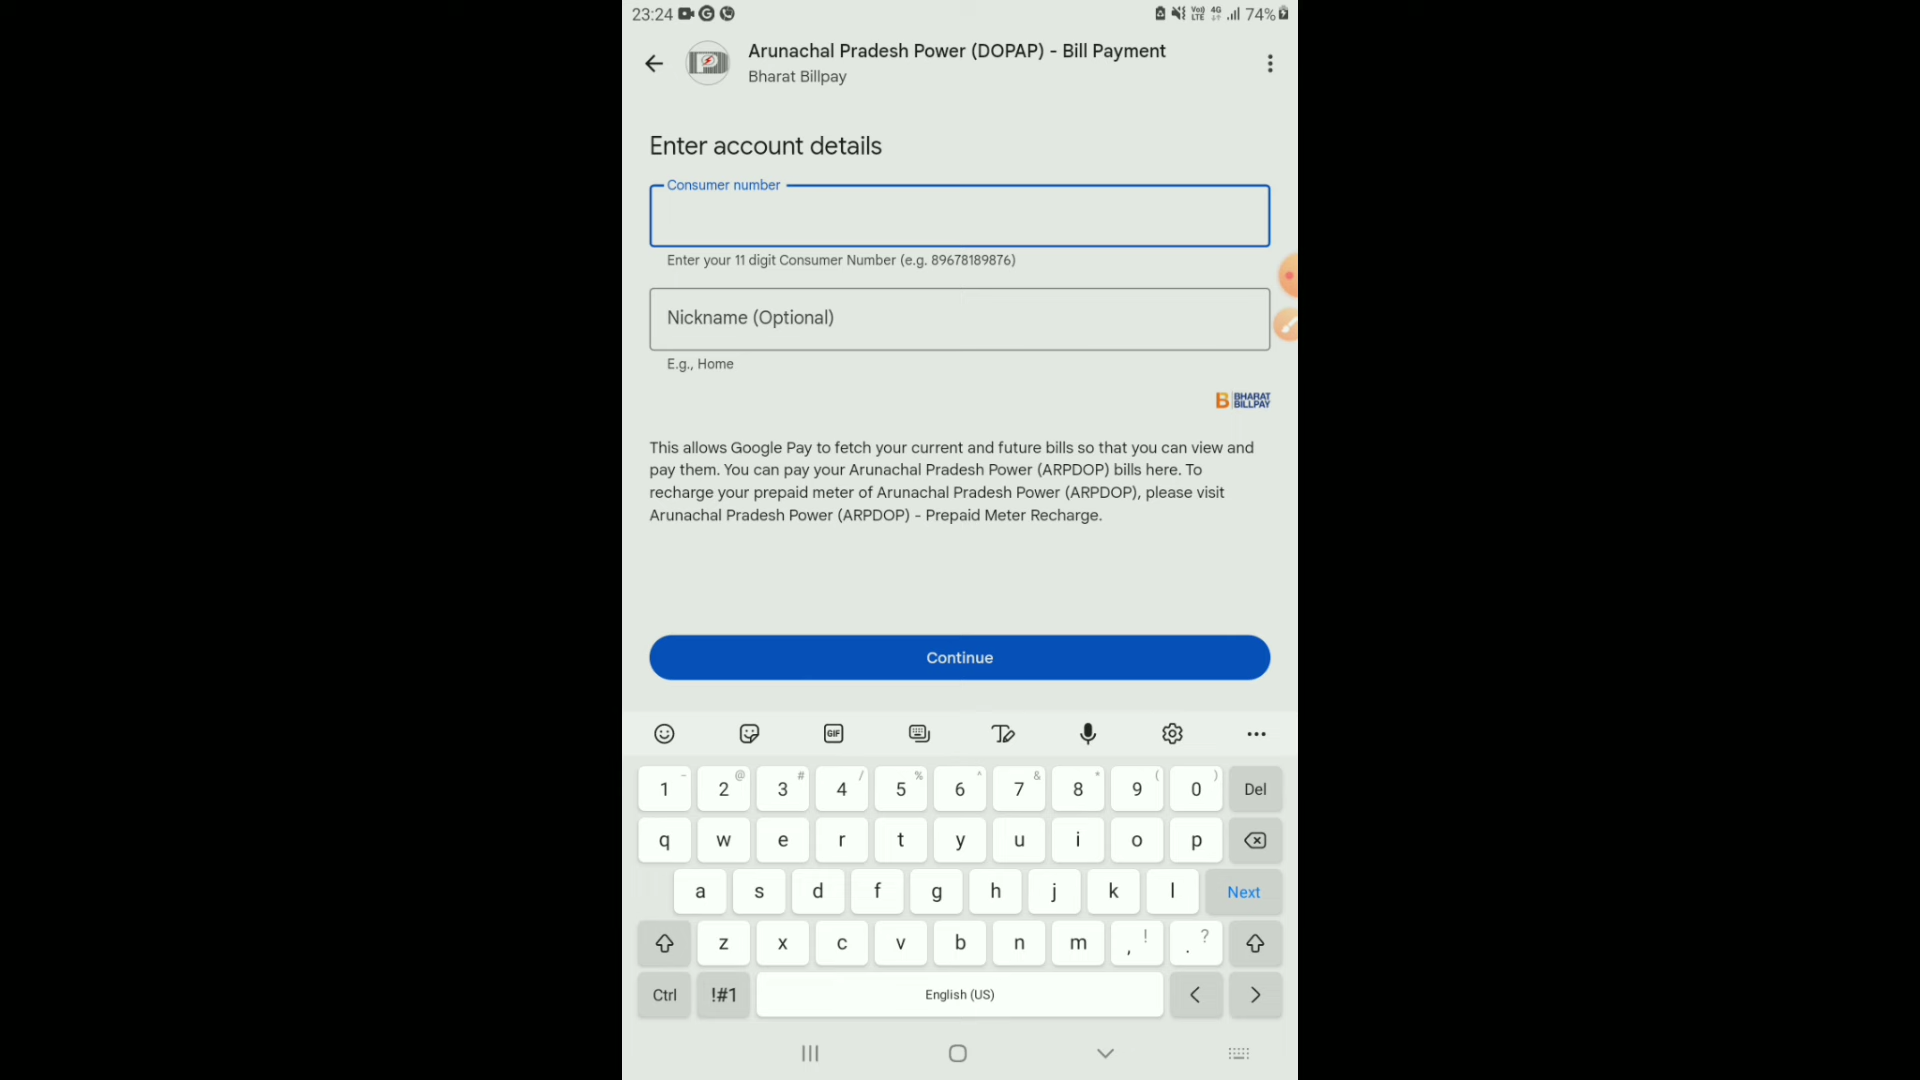 23:24 Vo) LTE 4G 74%
Arunachal Pradesh Power (DOPAP) - Bill Payment
Bharat Billpay
Enter account details
Consumer number
Enter your 11 digit Consumer Number (e.g. 89678189876)
Nickname (Optional)
E.g., Home
B BHARAT
BILLPAY
This allows Google Pay to fetch your current and future bills so that you can view and
pay them. You can pay your Arunachal Pradesh Power (ARPDOP) bills here. To
recharge your prepaid meter of Arunachal Pradesh Power (ARPDOP), please visit
Arunachal Pradesh Power (ARPDOP) - Prepaid Meter Recharge.
Continue
GIF
1 2 @ 3 # 4 / 5 % 6 ^ 7 & 8 * 9 ( 0 ) Del
q w e r t y u i o p
a s d f g h j k l Next
z x c v b n m , ! . ?
Ctrl !#1 English (US) < >